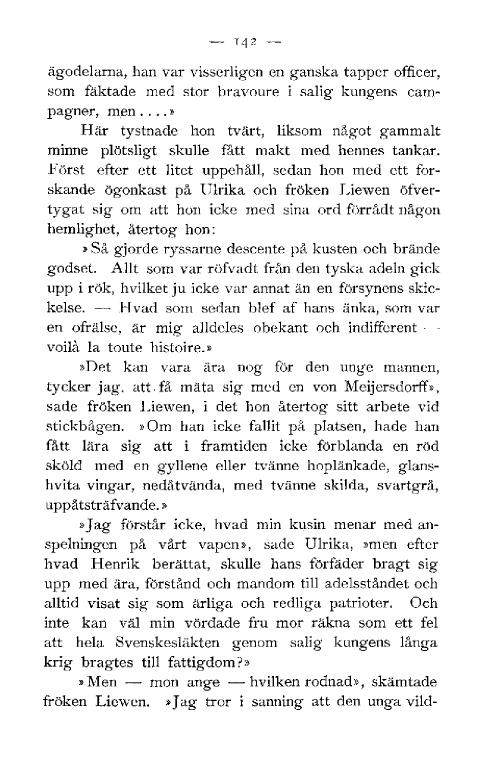 — 142 —
ägodelarna, han var visserligen en ganska tapper officer,
som fäktade med stor bravoure i salig kungens cam-
pagner, men . . . . »
Här tystnade hon tvärt, liksom något gammalt
minne plötsligt skulle fått makt med hennes tankar.
Först efter ett litet uppehåll, sedan hon med ett for-
skande ögonkast på Ulrika och fröken Liewen öfver-
tygat sig om att hon icke med sina ord förrådt någon
hemlighet, återtog hon:
»Så gjorde ryssarne descente på kusten och brände
godset. Allt som var röfvadt från den tyska adeln gick
upp i rök, hvilket ju icke var annat än en försynens skic-
kelse. — Hvad som sedan blef af hans änka, som var
en ofrälse, är mig alldeles obekant och indifferent — -
voilà la toute histoire.»
»Det kan vara ära nog för den unge mannen,
tycker jag, att få mäta sig med en von Meijersdorff»,
sade fröken Liewen, i det hon återtog sitt arbete vid
stickbågen. »Om han icke fallit på platsen, hade han
fått lära sig att i framtiden icke förblanda en röd
sköld med en gyllene eller tvänne hoplänkade, glans-
hvita vingar, nedåtvända, med tvänne skilda, svartgrå,
uppåtsträfvande.»
»Jag förstår icke, hvad min kusin menar med an-
spelningen på vårt vapen», sade Ulrika, »men efter
hvad Henrik berättat, skulle hans förfäder bragt sig
upp med ära, förstånd och mandom till adelsståndet och
alltid visat sig som ärliga och redliga patrioter. Och
inte kan väl min vördade fru mor räkna som ett fel
att hela Svenskesläkten genom salig kungens långa
krig bragtes till fattigdom?»
»Men — mon ange — hvilken rodnad», skämtade
fröken Liewen. »Jag tror i sanning att den unga vild-